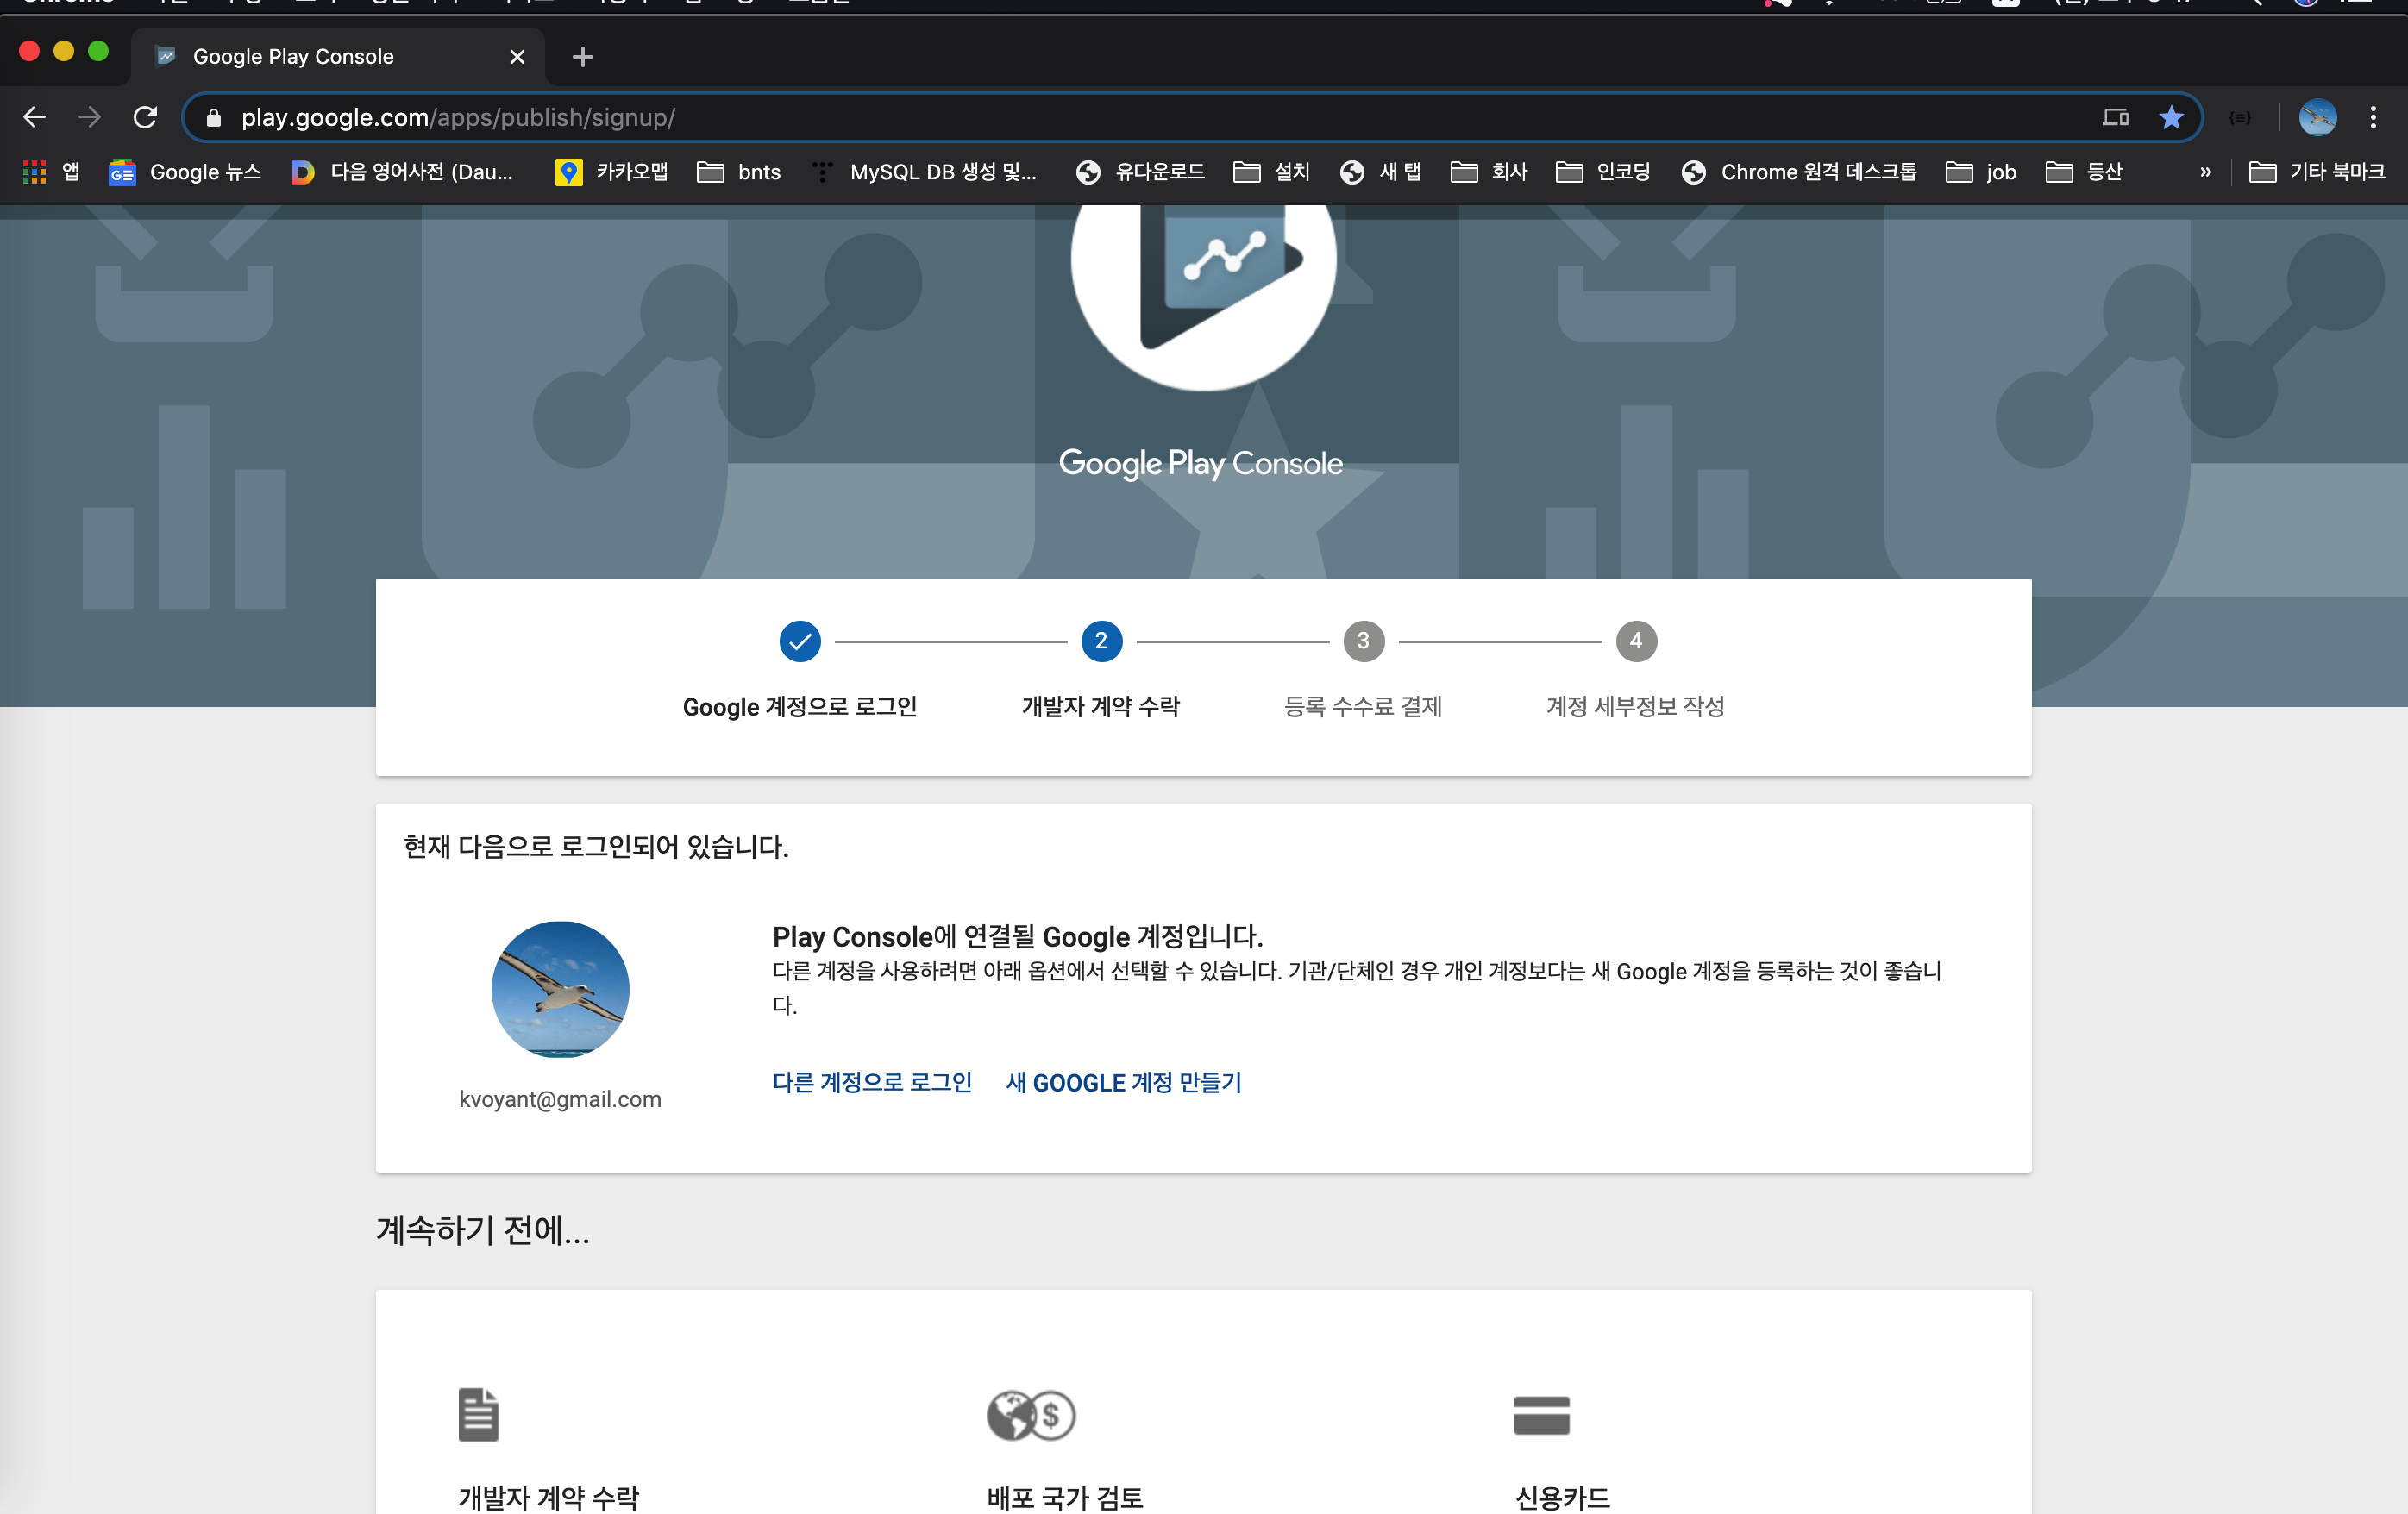 Google Play Console
play.google.com/apps/publish/signup/
앱 Google 뉴스 다음 영어사전 (Dau... 카카오맵 bnts MySQL DB 생성 및... 유다운로드 설치 새 탭 회사 인코딩 Chrome 원격 데스크톱 job 등산 » 기타 북마크
Google Play Console
2 3 4
Google 계정으로 로그인 개발자 계약 수락 등록 수수료 결제 계정 세부정보 작성
현재 다음으로 로그인되어 있습니다.
Play Console에 연결될 Google 계정입니다.
다른 계정을 사용하려면 아래 옵션에서 선택할 수 있습니다. 기관/단체인 경우 개인 계정보다는 새 Google 계정을 등록하는 것이 좋습니
다.
다른 계정으로 로그인 새 GOOGLE 계정 만들기
kvoyant@gmail.com
계속하기 전에...
개발자 계약 수락 배포 국가 검토 신용카드